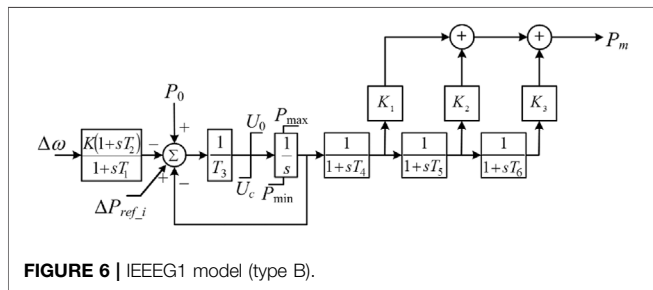 P_m
+ +
K_1 K_2 K_3
P_0
+
U_0 P_max
Δω K(1+sT_2) / 1+sT_1 − Σ 1 / T_3 1 / s 1 / 1+sT_4 1 / 1+sT_5 1 / 1+sT_6
+ −
U_c P_min
ΔP_ref_i
FIGURE 6 | IEEEG1 model (type B).